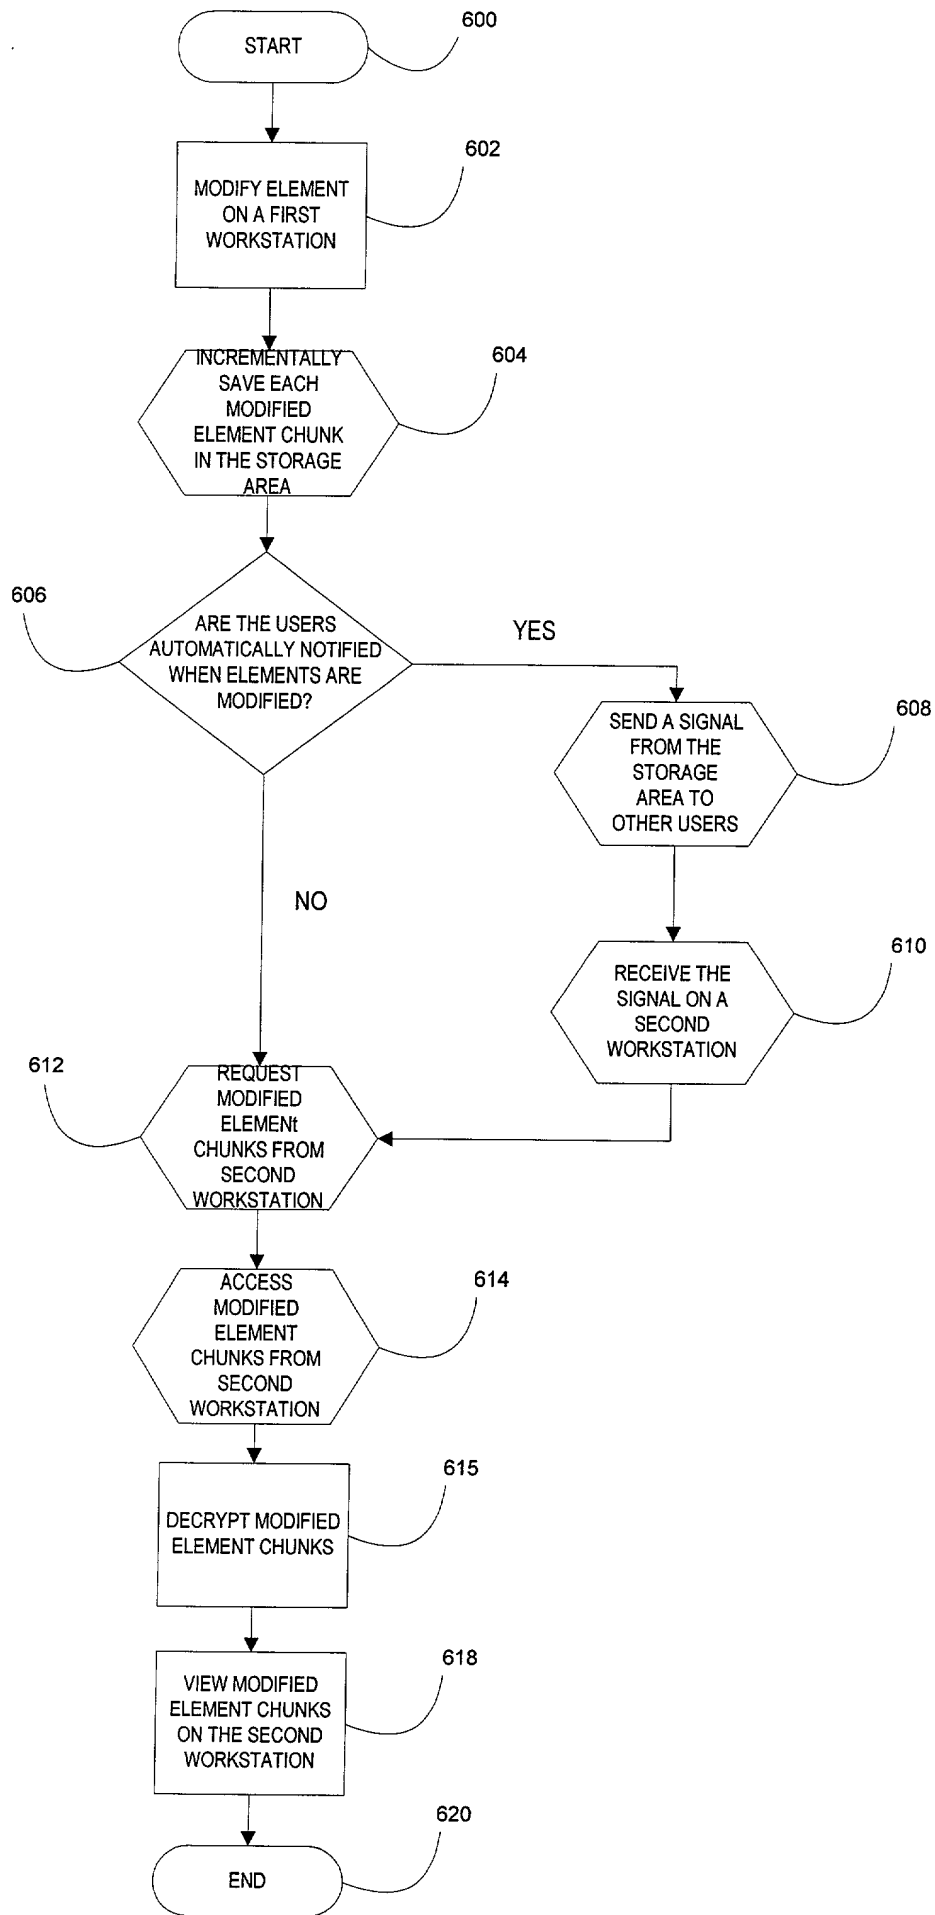 START
600
602
MODIFY ELEMENT
ON A FIRST
WORKSTATION
604
INCREMENTALLY
SAVE EACH
MODIFIED
ELEMENT CHUNK
IN THE STORAGE
AREA
606
ARE THE USERS
AUTOMATICALLY NOTIFIED
WHEN ELEMENTS ARE
MODIFIED?
YES
608
SEND A SIGNAL
FROM THE
STORAGE
AREA TO
OTHER USERS
NO
610
RECEIVE THE
SIGNAL ON A
SECOND
WORKSTATION
612
REQUEST
MODIFIED
ELEMENt
CHUNKS FROM
SECOND
WORKSTATION
614
ACCESS
MODIFIED
ELEMENT
CHUNKS FROM
SECOND
WORKSTATION
615
DECRYPT MODIFIED
ELEMENT CHUNKS
618
VIEW MODIFIED
ELEMENT CHUNKS
ON THE SECOND
WORKSTATION
620
END